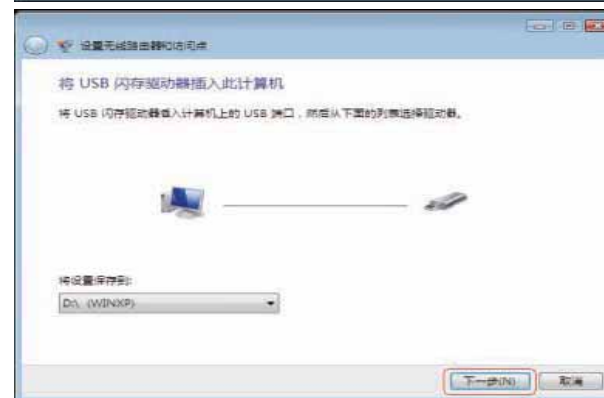 设置无线路由器和访问点
将 USB 闪存驱动器插入此计算机
将 USB 闪存驱动器插入计算机上的 USB 端口，然后从下面的列表选择驱动器。
将设置保存到:
D:\ (WINXP)
下一步(N) 取消